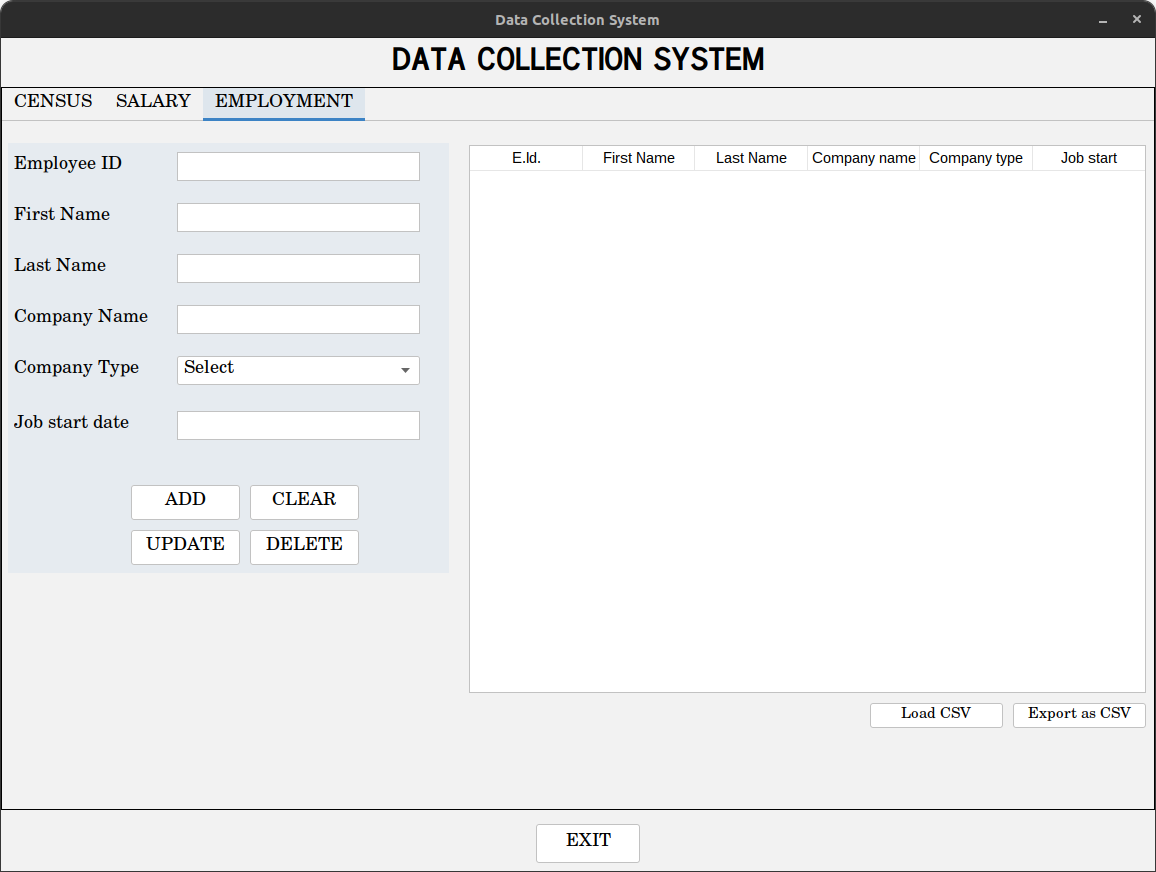 Data Collection System
DATA COLLECTION SYSTEM
CENSUS SALARY EMPLOYMENT
Employee ID
First Name
Last Name
Company Name
Company Type Select
Job start date
ADD CLEAR
UPDATE DELETE
E.Id. First Name Last Name Company name Company type Job start
Load CSV Export as CSV
EXIT